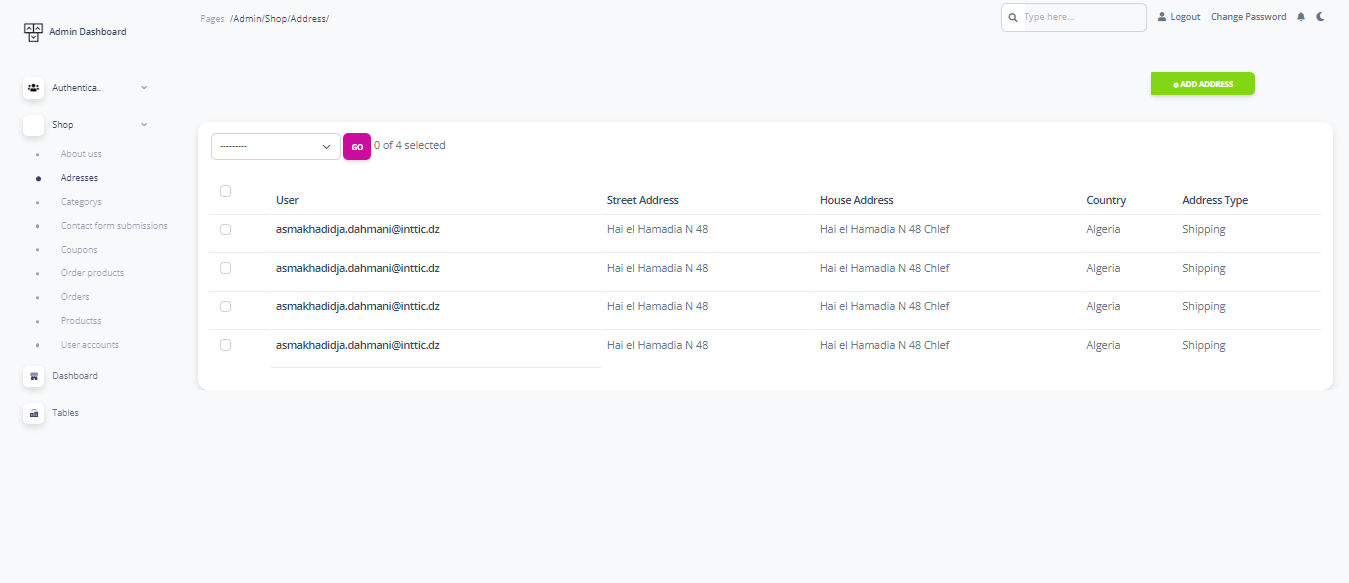 Admin Dashboard
Pages /Admin/Shop/Address/
Type here...
Logout
Change Password
Authentica..
Shop
About uss
Adresses
Categorys
Contact form submissions
Coupons
Order products
Orders
Productss
User accounts
Dashboard
Tables
ADD ADDRESS
---------
GO
0 of 4 selected
User Street Address House Address Country Address Type
asmakhadidja.dahmani@inttic.dz Hai el Hamadia N 48 Hai el Hamadia N 48 Chlef Algeria Shipping
asmakhadidja.dahmani@inttic.dz Hai el Hamadia N 48 Hai el Hamadia N 48 Chlef Algeria Shipping
asmakhadidja.dahmani@inttic.dz Hai el Hamadia N 48 Hai el Hamadia N 48 Chlef Algeria Shipping
asmakhadidja.dahmani@inttic.dz Hai el Hamadia N 48 Hai el Hamadia N 48 Chlef Algeria Shipping